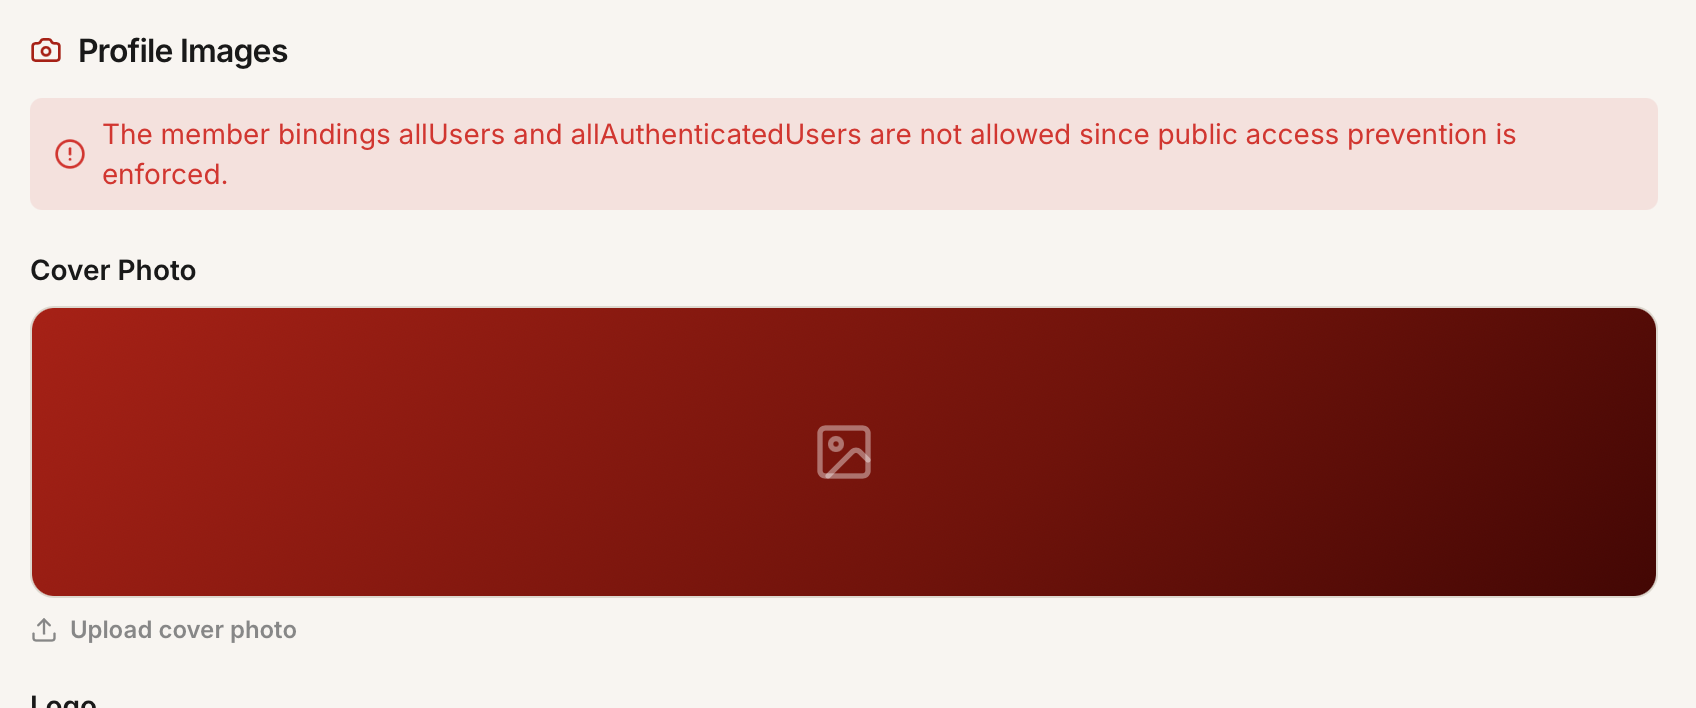 Profile Images
The member bindings allUsers and allAuthenticatedUsers are not allowed since public access prevention is
enforced.
Cover Photo
Upload cover photo
Logo